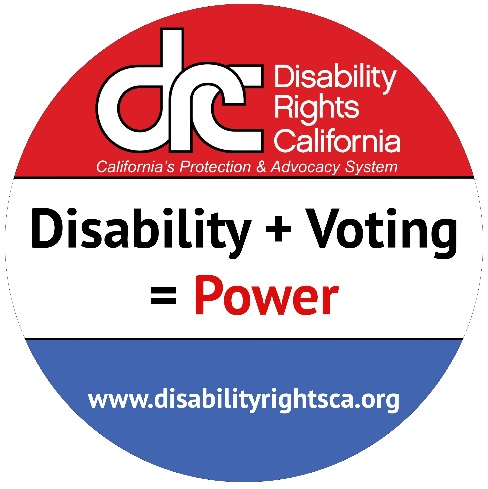 drc
Disability
Rights
California
California's Protection & Advocacy System
Disability + Voting
= Power
www.disabilityrightsca.org